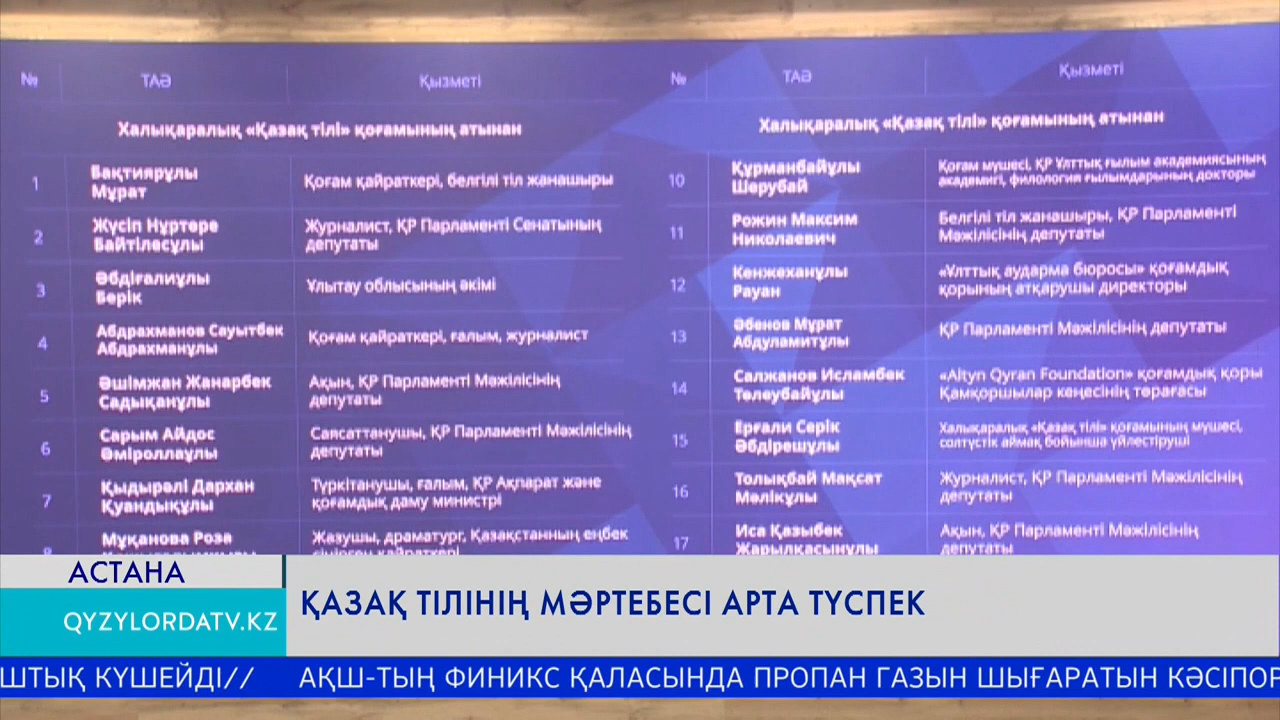 № ТАӘ Қызметі
Халықаралық «Қазақ тілі» қоғамының атынан
1 Бақтиярұлы
Мұрат
Қоғам қайраткері, белгілі тіл жанашыры
2 Жүсіп Нұртөре
Байтілесұлы
Журналист, ҚР Парламенті Сенатының
депутаты
3 Әбдіғалиұлы
Берік
Ұлытау облысының әкімі
4 Абдрахманов Сауытбек
Абдрахманұлы
Қоғам қайраткері, ғалым, журналист
5 Әшімжан Жанарбек
Садықанұлы
Ақын, ҚР Парламенті Мәжілісінің
депутаты
6 Сарым Айдос
Өміроллаұлы
Саясаттанушы, ҚР Парламенті Мәжілісінің
депутаты
7 Қыдырәлі Дархан
Қуандықұлы
Түркітанушы, ғалым, ҚР Ақпарат және
қоғамдық даму министрі
8 Мұқанова Роза
Жазушы, драматург, Қазақстанның еңбек
сіңірген қайраткері
№ ТАӘ Қызметі
Халықаралық «Қазақ тілі» қоғамының атынан
10 Құрманбайұлы
Шерубай
Қоғам мүшесі, ҚР Ұлттық ғылым академиясының
академигі, филология ғылымдарының докторы
11 Рожин Максим
Николаевич
Белгілі тіл жанашыры, ҚР Парламенті
Мәжілісінің депутаты
12 Кенжеханұлы
Рауан
«Ұлттық аударма бюросы» қоғамдық
қорының атқарушы директоры
13 Әбенов Мұрат
Абдуламитұлы
ҚР Парламенті Мәжілісінің депутаты
14 Салжанов Исламбек
Төлеубайұлы
«Altyn Qyran Foundation» қоғамдық қоры
Қамқоршылар кеңесінің төрағасы
15 Ерғали Серік
Әбдірешұлы
Халықаралық «Қазақ тілі» қоғамының мүшесі,
солтүстік аймақ бойынша үйлестіруші
16 Толықбай Мақсат
Мәлікұлы
Журналист, ҚР Парламенті Мәжілісінің
депутаты
17 Иса Қазыбек
Жарылқасынұлы
Ақын, ҚР Парламенті Мәжілісінің
депутаты
АСТАНА
QYZYLORDATV.KZ
ҚАЗАҚ ТІЛІНІҢ МӘРТЕБЕСІ АРТА ТҮСПЕК
ШТЫҚ КҮШЕЙДІ// АҚШ-ТЫҢ ФИНИКС ҚАЛАСЫНДА ПРОПАН ГАЗЫН ШЫҒАРАТЫН КӘСІПОР